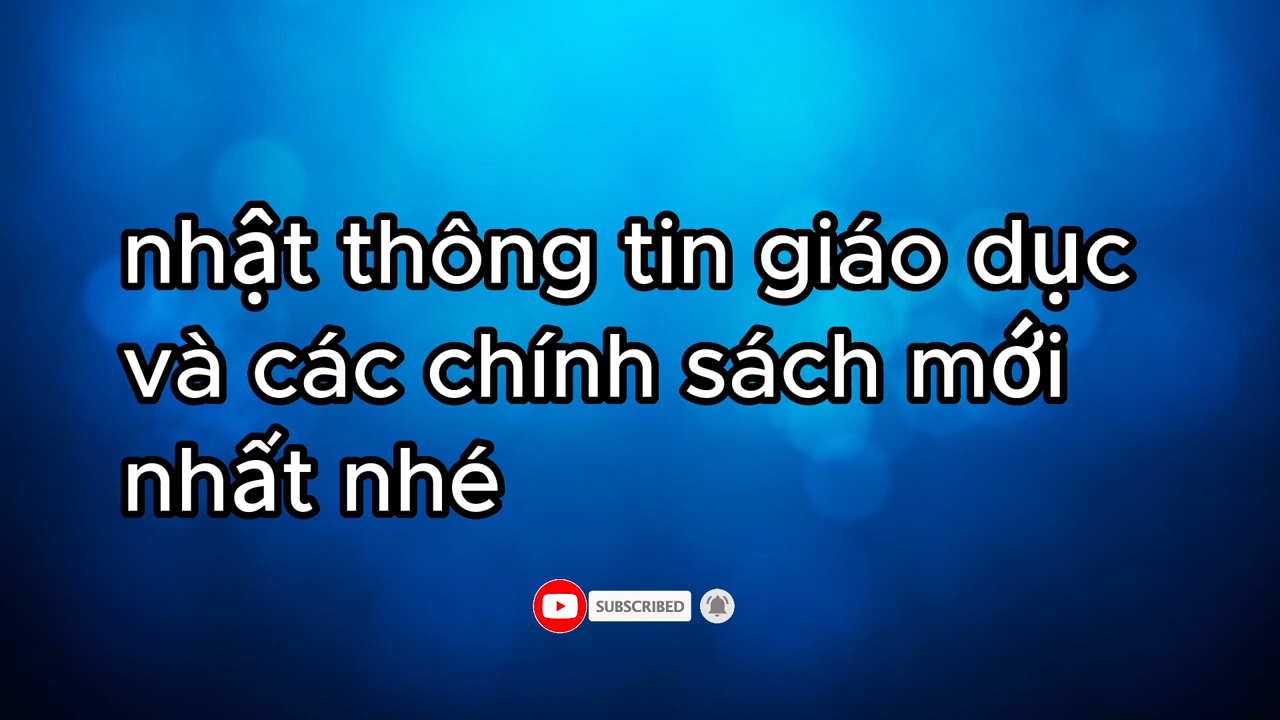 nhật thông tin giáo dục
và các chính sách mới
nhất nhé
SUBSCRIBED